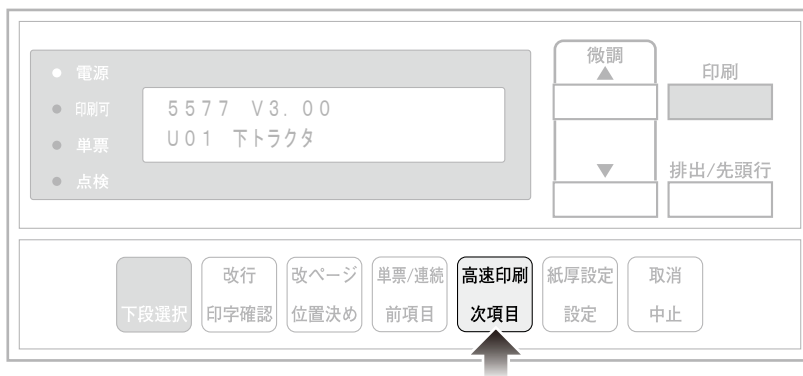 電源
印刷可
単票
点検
5577 V3.00
U01 下トラクタ
微調
▲
▼
印刷
排出/先頭行
下段選択
改行
印字確認
改ページ
位置決め
単票/連続
前項目
高速印刷
次項目
紙厚設定
設定
取消
中止